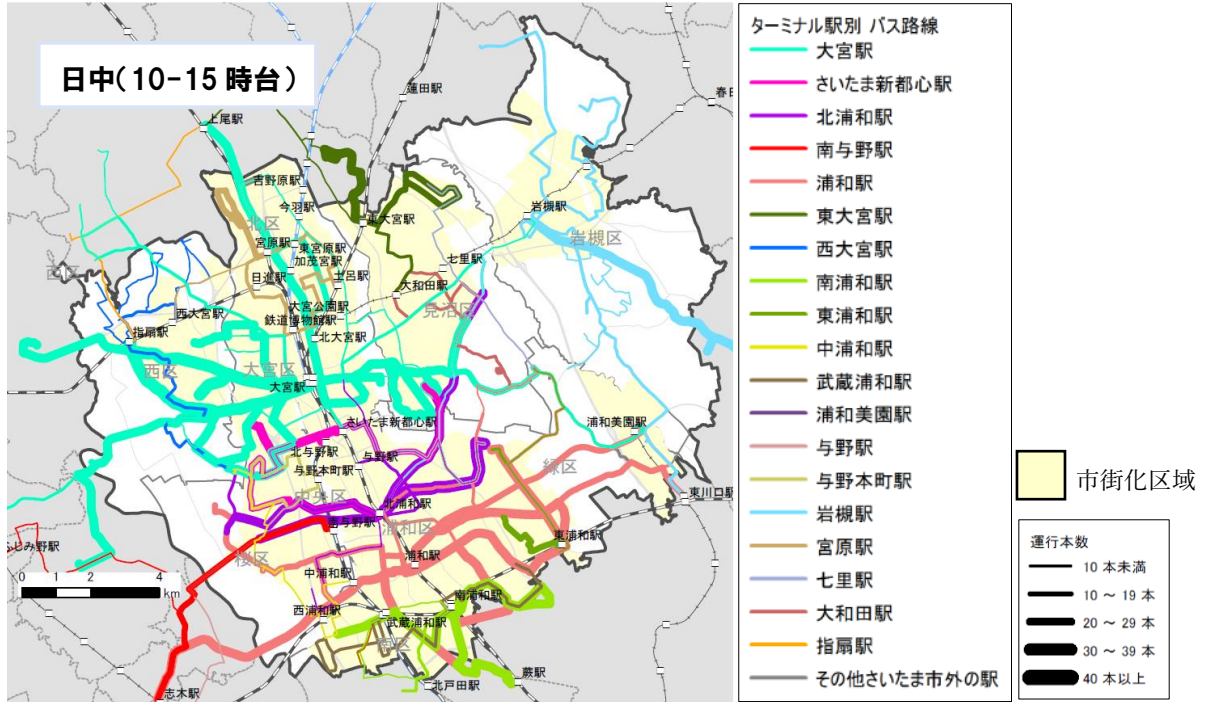 日中(10-15時台)
蓮田駅
春日
上尾駅
吉野原駅
今羽駅
東大宮駅
岩槻駅
北区
岩槻区
宮原駅
東宮原駅
加茂宮駅
七里駅
西区
日進駅
土呂駅
大和田駅
大宮公園駅
見沼区
西大宮駅
鉄道博物館駅
指扇駅
北大宮駅
西区
大宮区
大宮駅
さいたま新都心駅
浦和美園駅
北与野駅
与野駅
緑区
与野本町駅
中央区
東川口駅
北浦和駅
南与野駅
浦和区
東浦和駅
ふじみ野駅
桜区
浦和駅
中浦和駅
0 1 2 4
km
西浦和駅
南浦和駅
武蔵浦和駅
南区
蕨駅
北戸田駅
志木駅
ターミナル駅別 バス路線
大宮駅
さいたま新都心駅
北浦和駅
南与野駅
浦和駅
東大宮駅
西大宮駅
南浦和駅
東浦和駅
中浦和駅
武蔵浦和駅
浦和美園駅
与野駅
与野本町駅
岩槻駅
宮原駅
七里駅
大和田駅
指扇駅
その他さいたま市外の駅
市街化区域
運行本数
10 本未満
10 ～ 19 本
20 ～ 29 本
30 ～ 39 本
40 本以上